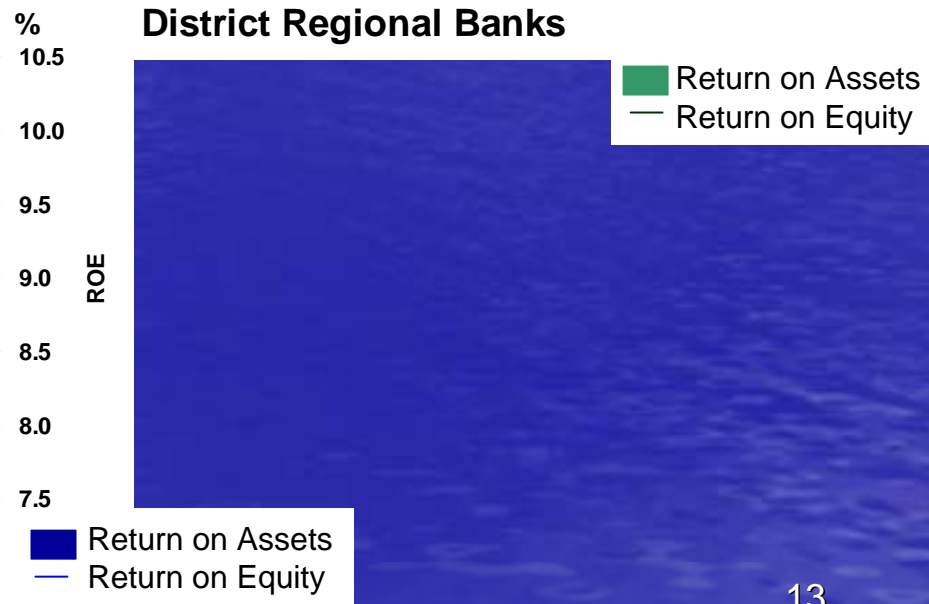 % District Regional Banks
10.5
Return on Assets
Return on Equity
10.0
9.5
9.0
ROE
8.5
8.0
7.5
Return on Assets
Return on Equity
13